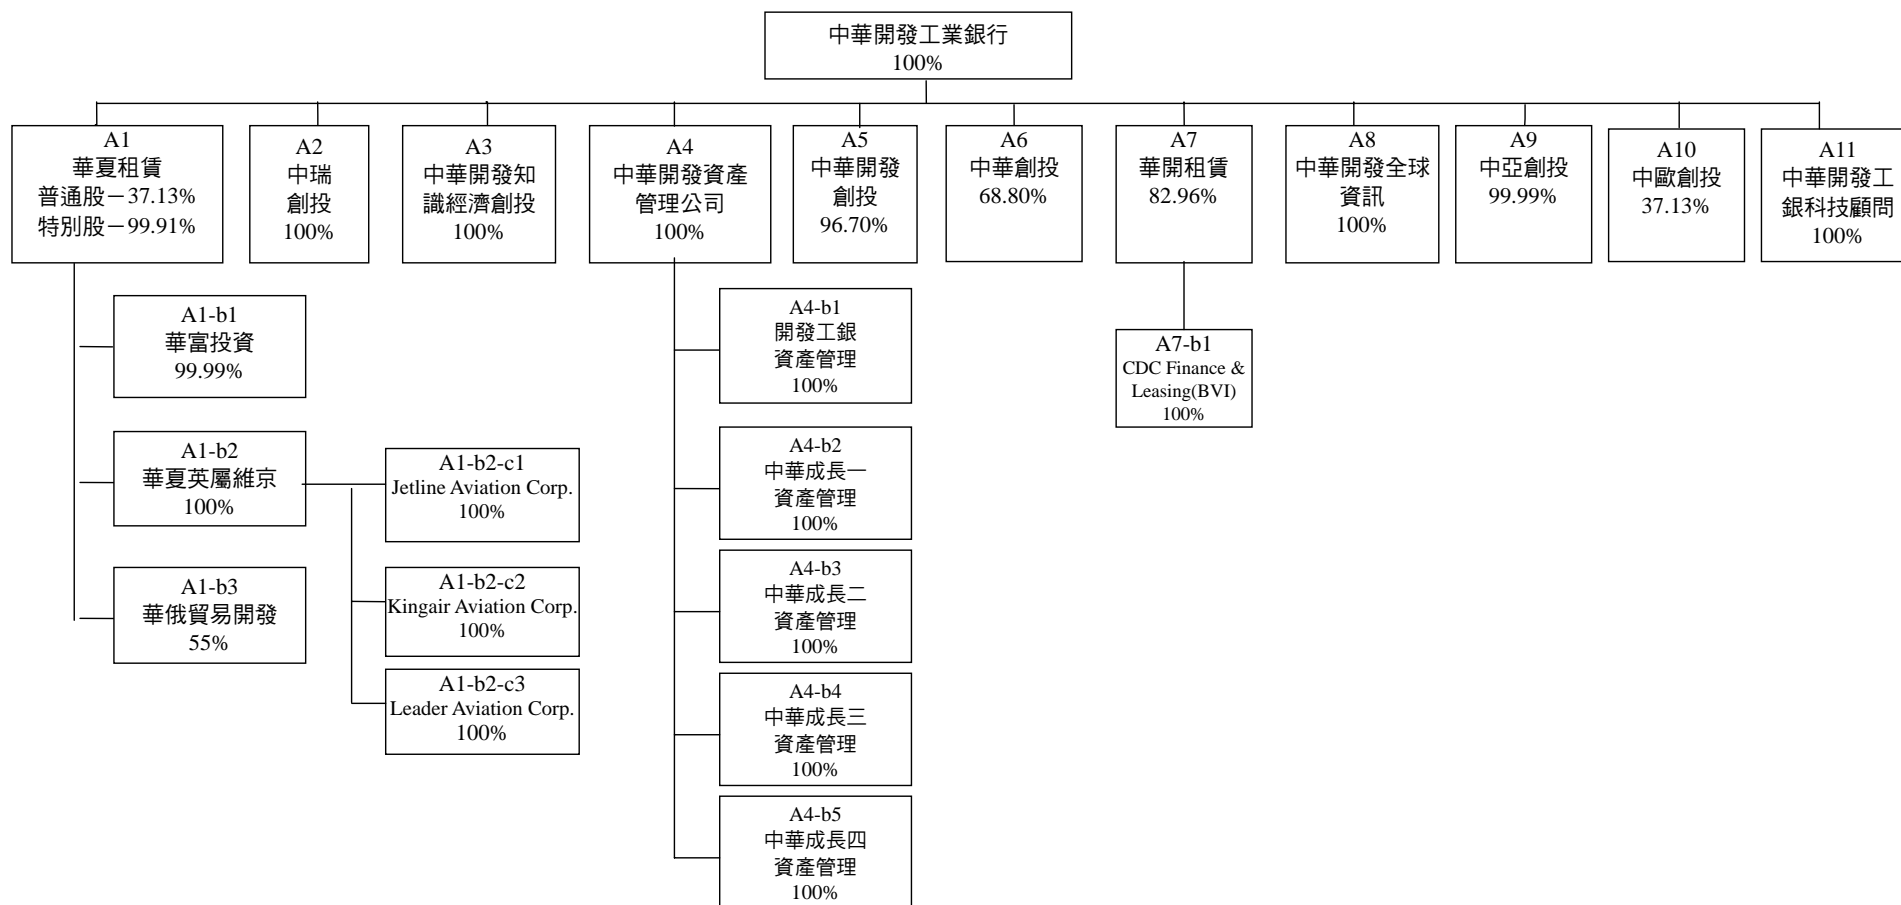 中華開發工業銀行
100%
A1
華夏租賃
普通股－37.13%
特別股－99.91%
A2
中瑞
創投
100%
A3
中華開發知
識經濟創投
100%
A4
中華開發資產
管理公司
100%
A5
中華開發
創投
96.70%
A6
中華創投
68.80%
A7
華開租賃
82.96%
A8
中華開發全球
資訊
100%
A9
中亞創投
99.99%
A10
中歐創投
37.13%
A11
中華開發工
銀科技顧問
100%
A1-b1
華富投資
99.99%
A1-b2
華夏英屬維京
100%
A1-b3
華俄貿易開發
55%
A1-b2-c1
Jetline Aviation Corp.
100%
A1-b2-c2
Kingair Aviation Corp.
100%
A1-b2-c3
Leader Aviation Corp.
100%
A4-b1
開發工銀
資產管理
100%
A4-b2
中華成長一
資產管理
100%
A4-b3
中華成長二
資產管理
100%
A4-b4
中華成長三
資產管理
100%
A4-b5
中華成長四
資產管理
100%
A7-b1
CDC Finance &
Leasing(BVI)
100%